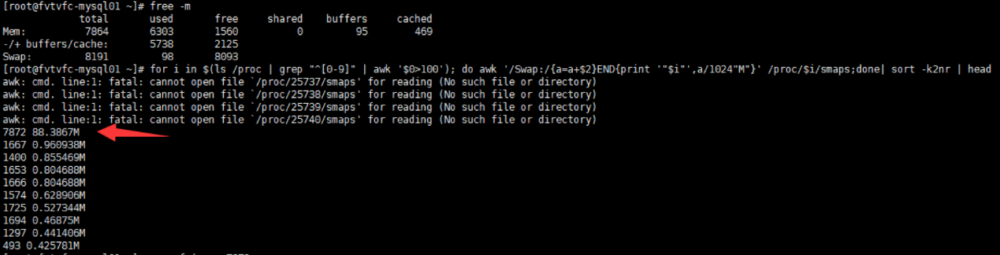 [root@fvtvfc-mysql01 ~]# free -m
total used free shared buffers cached
Mem: 7864 6303 1560 0 95 469
-/+ buffers/cache: 5738 2125
Swap: 8191 98 8093
[root@fvtvfc-mysql01 ~]# for i in $(ls /proc | grep "^[0-9]" | awk '$0>100'); do awk '/Swap:/{a=a+$2}END{print '"$i"',a/1024"M"}' /proc/$i/smaps;done| sort -k2nr | head
awk: cmd. line:1: fatal: cannot open file `/proc/25737/smaps' for reading (No such file or directory)
awk: cmd. line:1: fatal: cannot open file `/proc/25738/smaps' for reading (No such file or directory)
awk: cmd. line:1: fatal: cannot open file `/proc/25739/smaps' for reading (No such file or directory)
awk: cmd. line:1: fatal: cannot open file `/proc/25740/smaps' for reading (No such file or directory)
7872 88.3867M
1667 0.960938M
1400 0.855469M
1653 0.804688M
1666 0.804688M
1574 0.628906M
1725 0.527344M
1694 0.46875M
1297 0.441406M
493 0.425781M